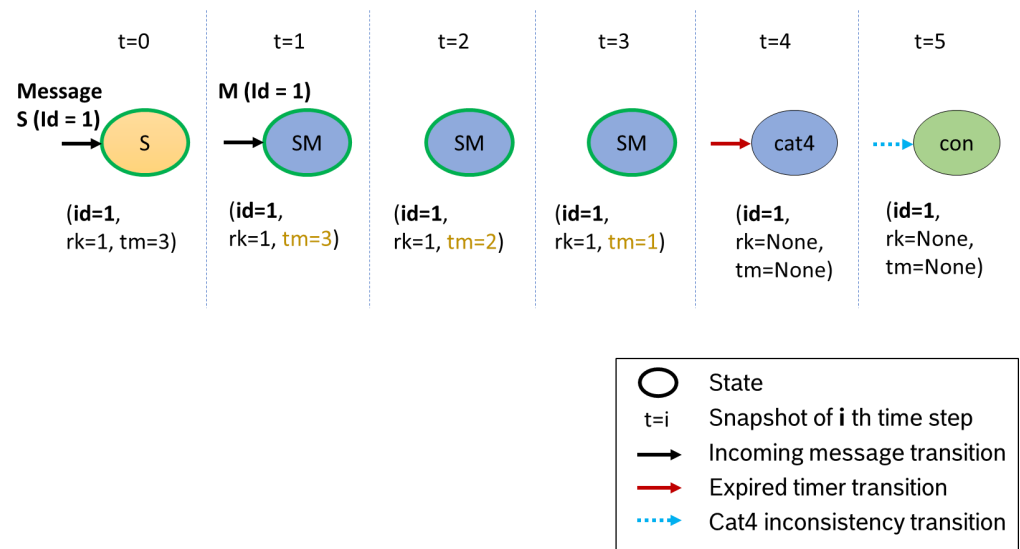 t=0
t=1
t=2
t=3
t=4
t=5
Message
S (Id = 1)
M (Id = 1)
S
SM
SM
SM
cat4
con
(id=1,
rk=1, tm=3)
(id=1,
rk=1, tm=3)
(id=1,
rk=1, tm=2)
(id=1,
rk=1, tm=1)
(id=1,
rk=None,
tm=None)
(id=1,
rk=None,
tm=None)
State
t=i
Snapshot of i th time step
Incoming message transition
Expired timer transition
Cat4 inconsistency transition